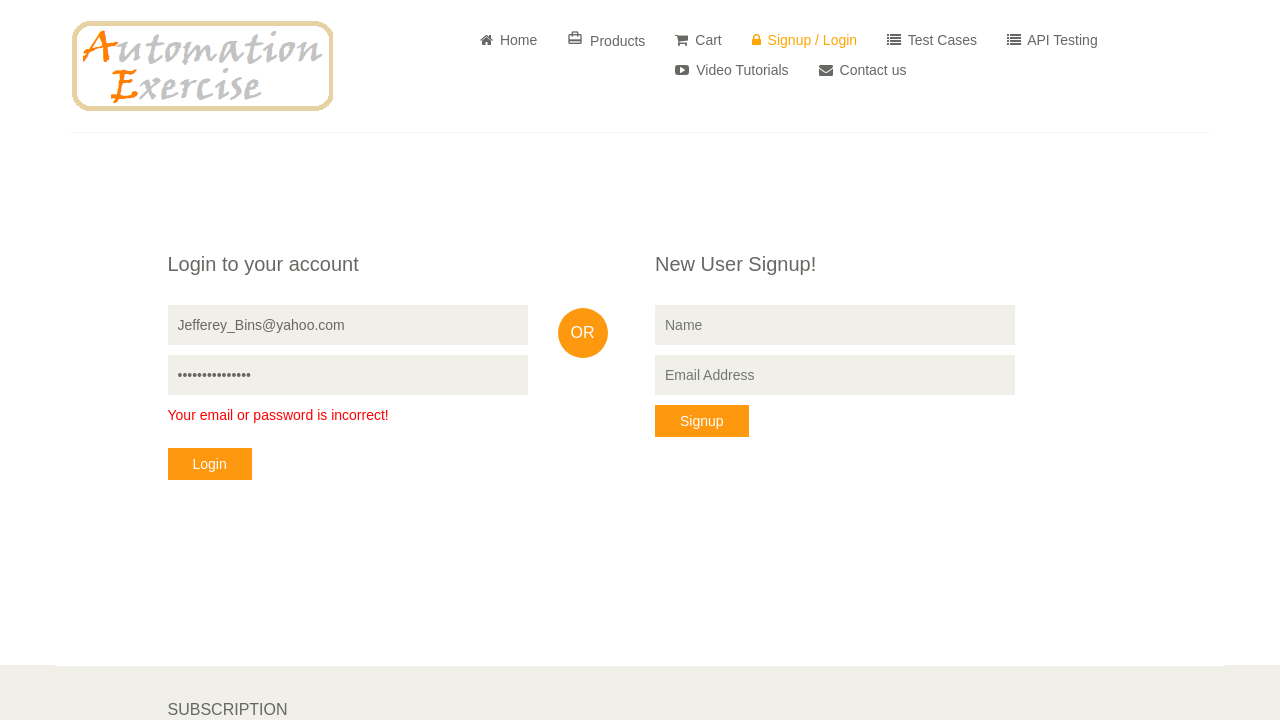 Automation
Exercise
Home
Products
Cart
Signup / Login
Test Cases
API Testing
Video Tutorials
Contact us
Login to your account
New User Signup!
Jefferey_Bins@yahoo.com
•••••••••••••••
Your email or password is incorrect!
Login
OR
Name
Email Address
Signup
SUBSCRIPTION